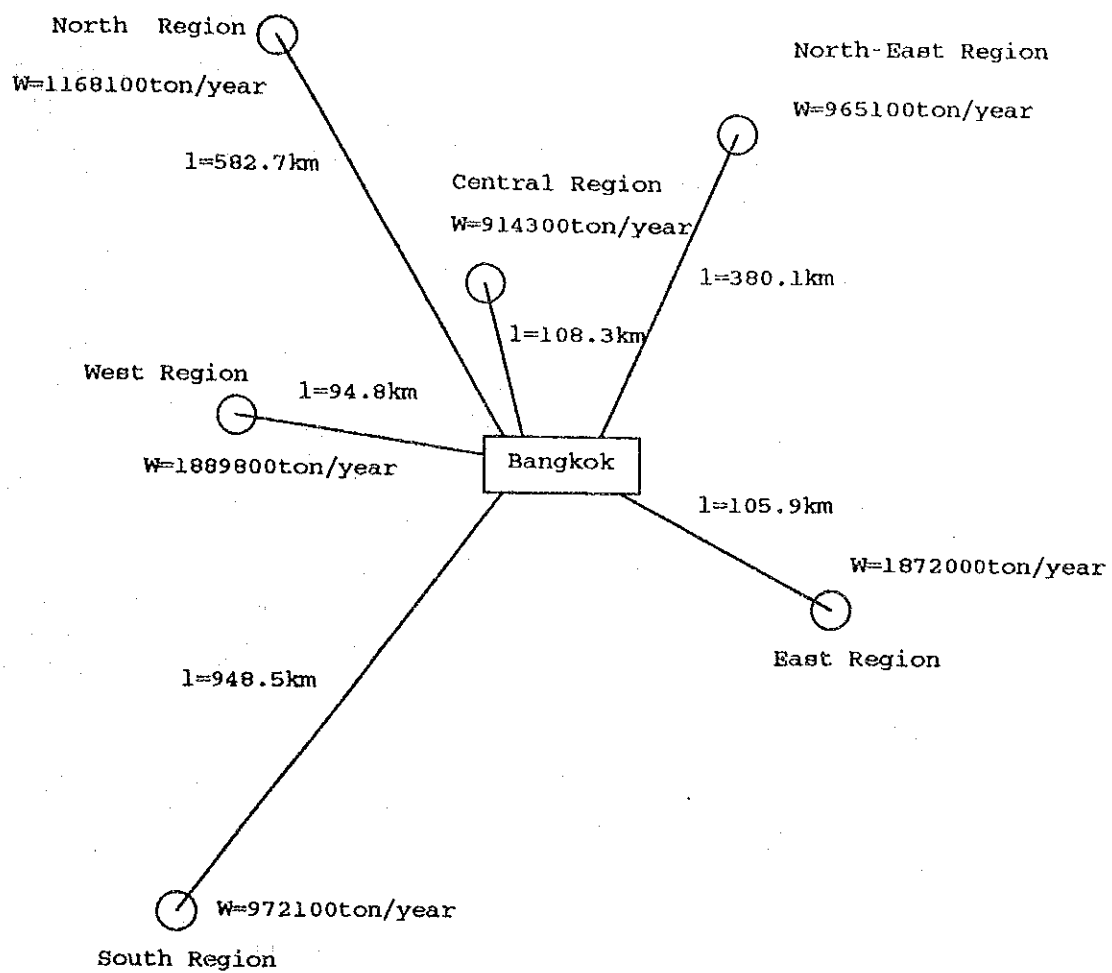 North Region
W=1168100ton/year
l=582.7km
North-East Region
W=965100ton/year
l=380.1km
Central Region
W=914300ton/year
l=108.3km
West Region
l=94.8km
W=1889800ton/year
Bangkok
l=105.9km
W=1872000ton/year
East Region
l=948.5km
W=972100ton/year
South Region